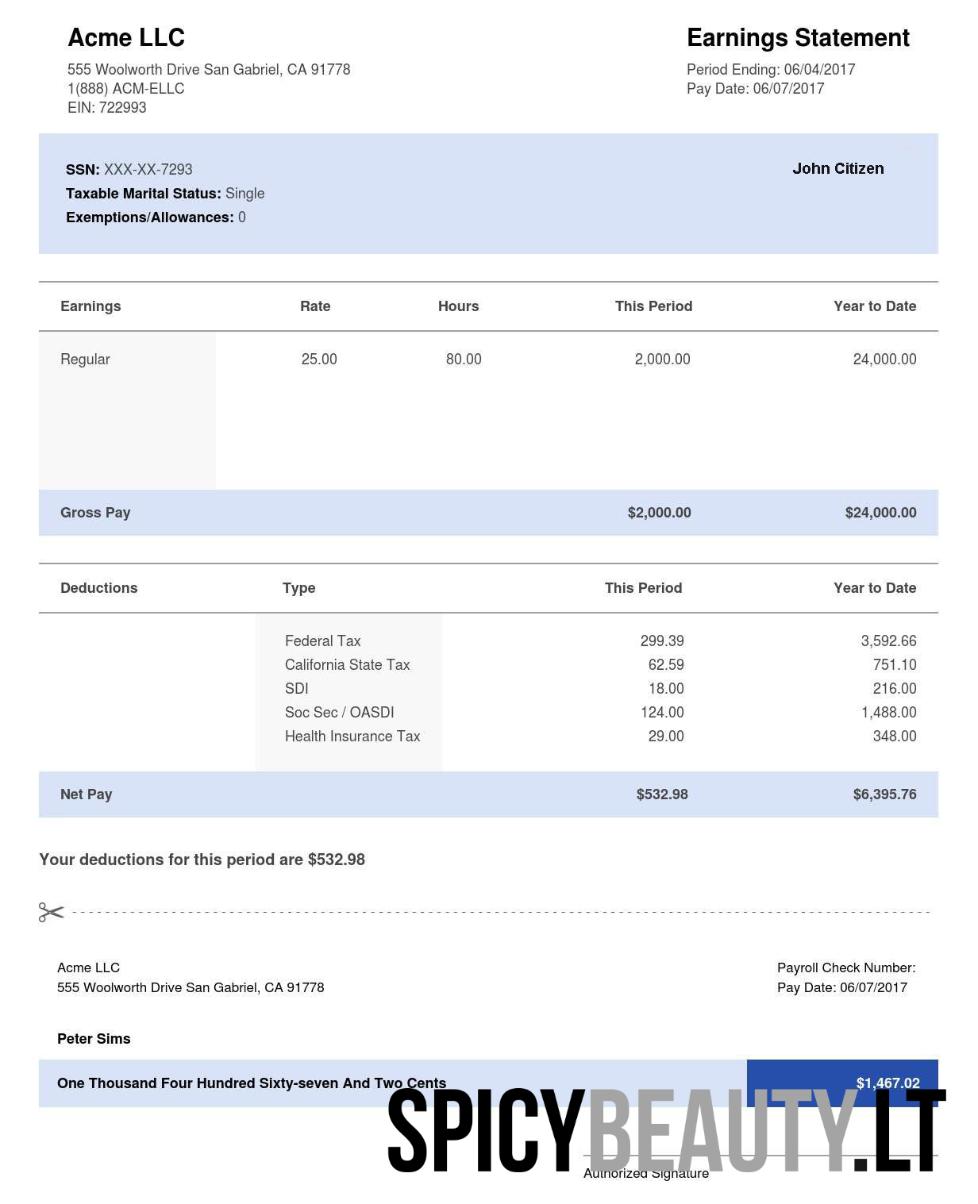 Acme LLC
Earnings Statement
555 Woolworth Drive San Gabriel, CA 91778
Period Ending: 06/04/2017
1(888) ACM-ELLC
Pay Date: 06/07/2017
EIN: 722993
SSN: XXX-XX-7293
John Citizen
Taxable Marital Status: Single
Exemptions/Allowances: 0
Earnings Rate Hours This Period Year to Date
Regular 25.00 80.00 2,000.00 24,000.00
Gross Pay $2,000.00 $24,000.00
Deductions Type This Period Year to Date
Federal Tax 299.39 3,592.66
California State Tax 62.59 751.10
SDI 18.00 216.00
Soc Sec / OASDI 124.00 1,488.00
Health Insurance Tax 29.00 348.00
Net Pay $532.98 $6,395.76
Your deductions for this period are $532.98
Acme LLC
Payroll Check Number:
555 Woolworth Drive San Gabriel, CA 91778
Pay Date: 06/07/2017
Peter Sims
One Thousand Four Hundred Sixty-seven And Two Cents $1,467.02
SPICYBEAUTY.LT
Authorized Signature